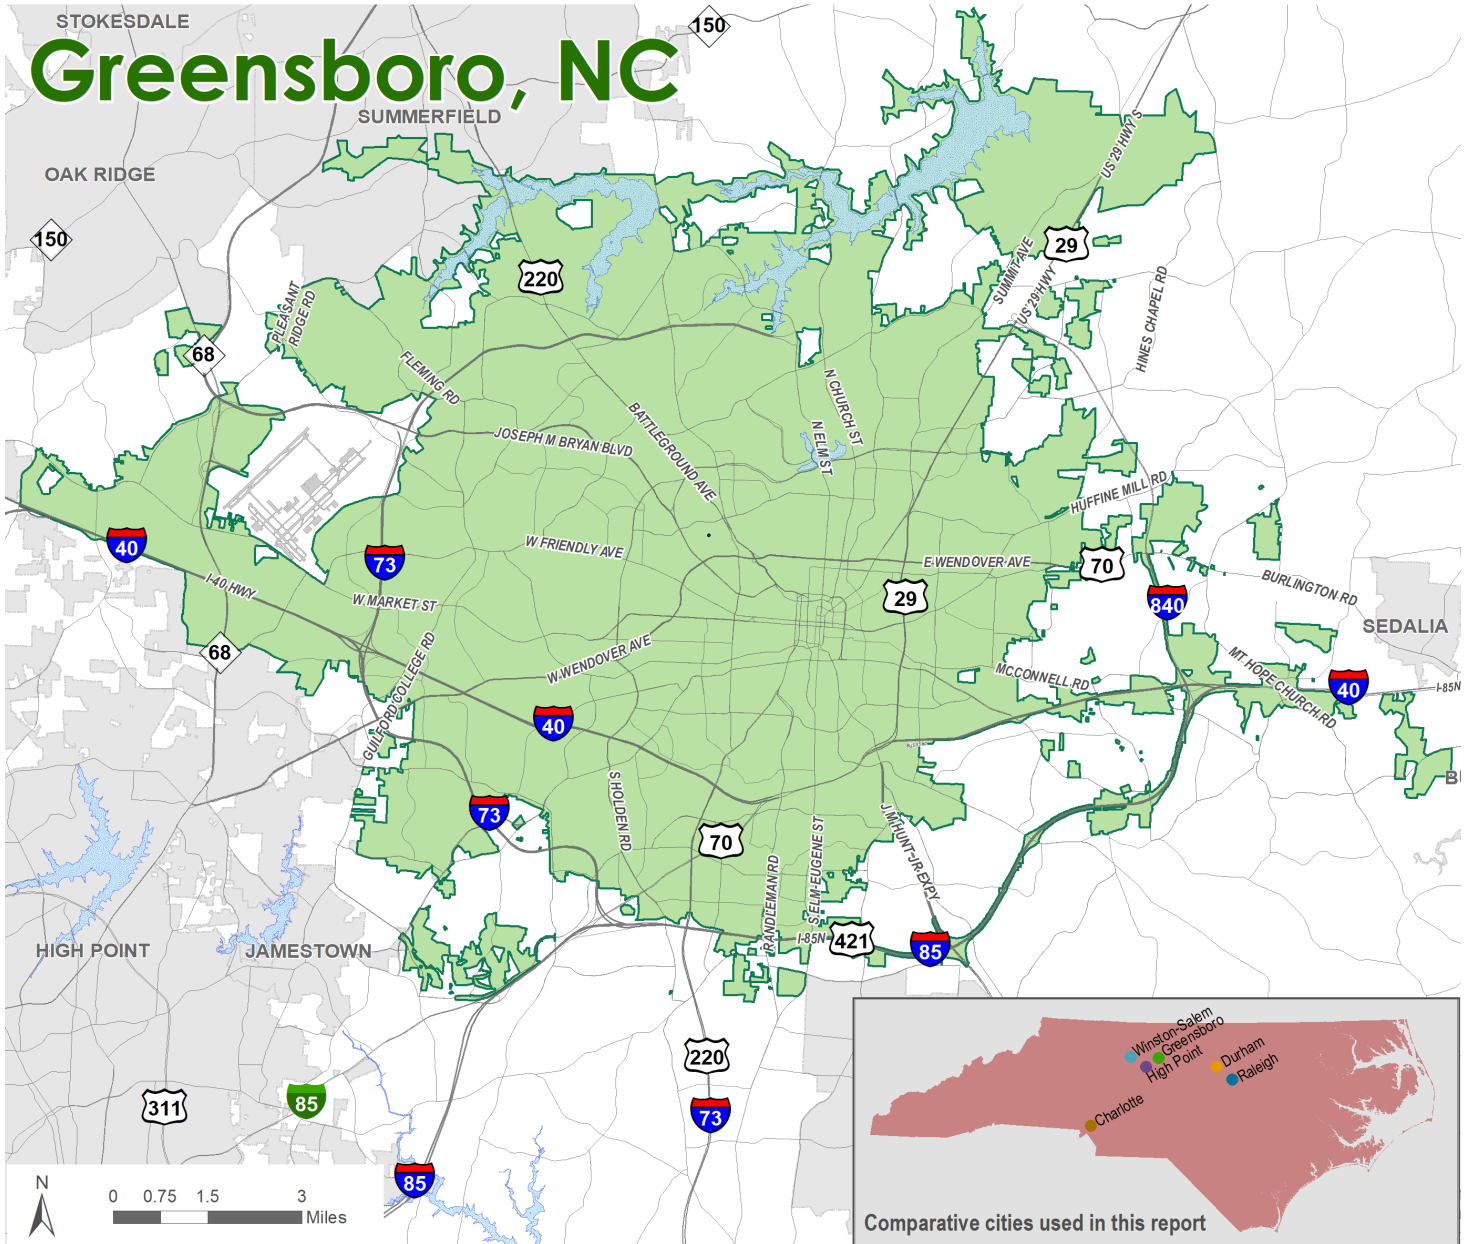 STOKESDALE
150
Greensboro, NC
SUMMERFIELD
US 29 HWY S
OAK RIDGE
150
29
SUMMIT AVE
US 29 HWY
220
PLEASANT
RIDGE RD
HINES CHAPEL RD
68
FLEMING RD
N CHURCH ST
BATTLEGROUND AVE
N ELM ST
JOSEPH M BRYAN BLVD
HUFFINE MILL RD
40
73
W FRIENDLY AVE
E WENDOVER AVE
70
I-40 HWY
W MARKET ST
29
840
BURLINGTON RD
SEDALIA
68
GUILFORD COLLEGE RD
W WENDOVER AVE
MCCONNELL RD
MT HOPE CHURCH RD
40
I-85N
40
BU
73
S HOLDEN RD
70
J M HUNT JR EXPY
RANDLEMAN RD
S ELM-EUGENE ST
I-85N
421
85
HIGH POINT
JAMESTOWN
220
73
311
85
85
N
0 0.75 1.5 3
Miles
Winston-Salem
Greensboro
High Point
Durham
Raleigh
Charlotte
Comparative cities used in this report